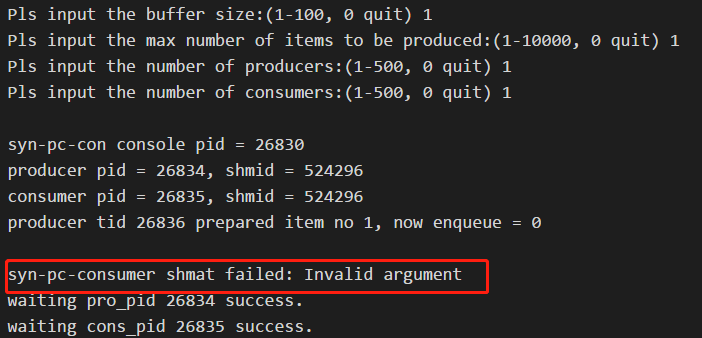 Pls input the buffer size:(1-100, 0 quit) 1
Pls input the max number of items to be produced:(1-10000, 0 quit) 1
Pls input the number of producers:(1-500, 0 quit) 1
Pls input the number of consumers:(1-500, 0 quit) 1
syn-pc-con console pid = 26830
producer pid = 26834, shmid = 524296
consumer pid = 26835, shmid = 524296
producer tid 26836 prepared item no 1, now enqueue = 0
syn-pc-consumer shmat failed: Invalid argument
waiting pro_pid 26834 success.
waiting cons_pid 26835 success.